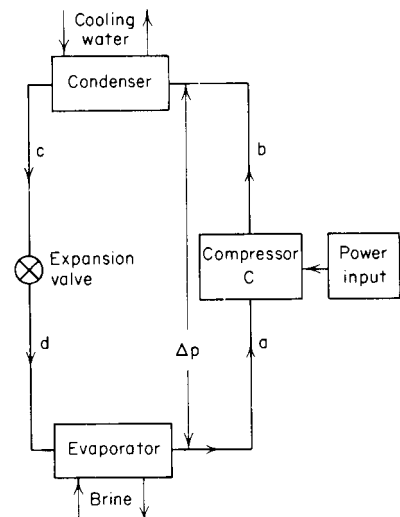 Cooling
water
Condenser
c
b
Expansion
valve
Compressor
C
Power
input
d
Δp
a
Evaporator
Brine